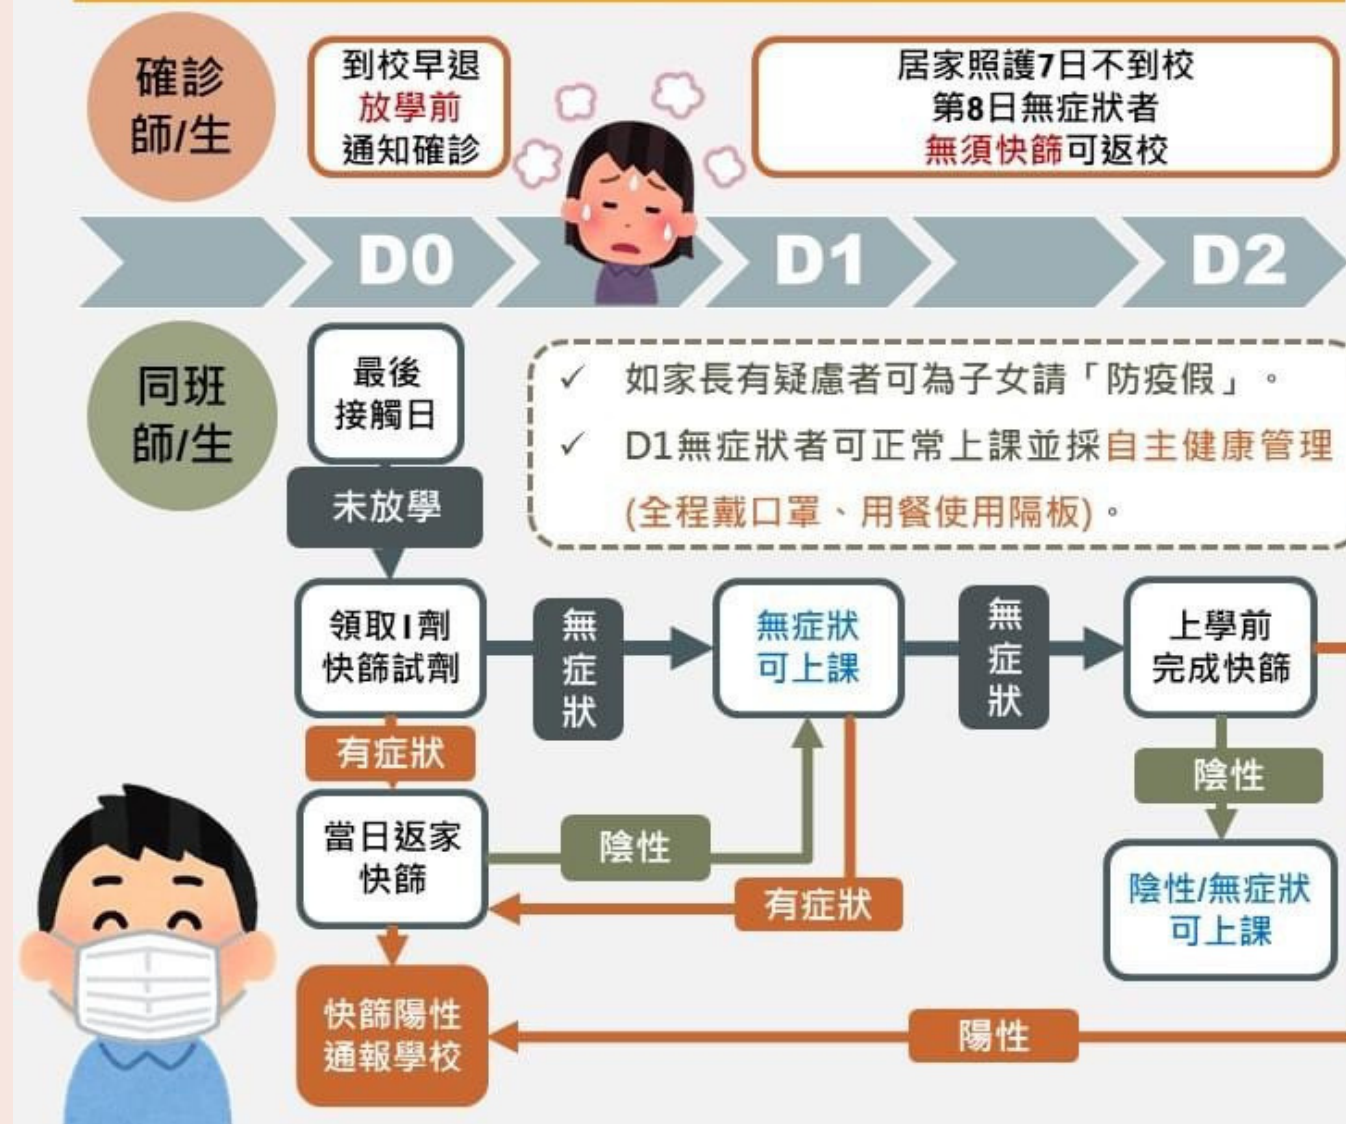 確診
師/生
到校早退
放學前
通知確診
居家照護7日不到校
第8日無症狀者
無須快篩可返校
D0
D1
D2
同班
師/生
最後
接觸日
✓ 如家長有疑慮者可為子女請「防疫假」。
✓ D1無症狀者可正常上課並採自主健康管理
(全程戴口罩、用餐使用隔板)。
未放學
領取1劑
快篩試劑
無
症
狀
無症狀
可上課
無
症
狀
上學前
完成快篩
有症狀
陰性
當日返家
快篩
陰性
有症狀
陰性/無症狀
可上課
快篩陽性
通報學校
陽性